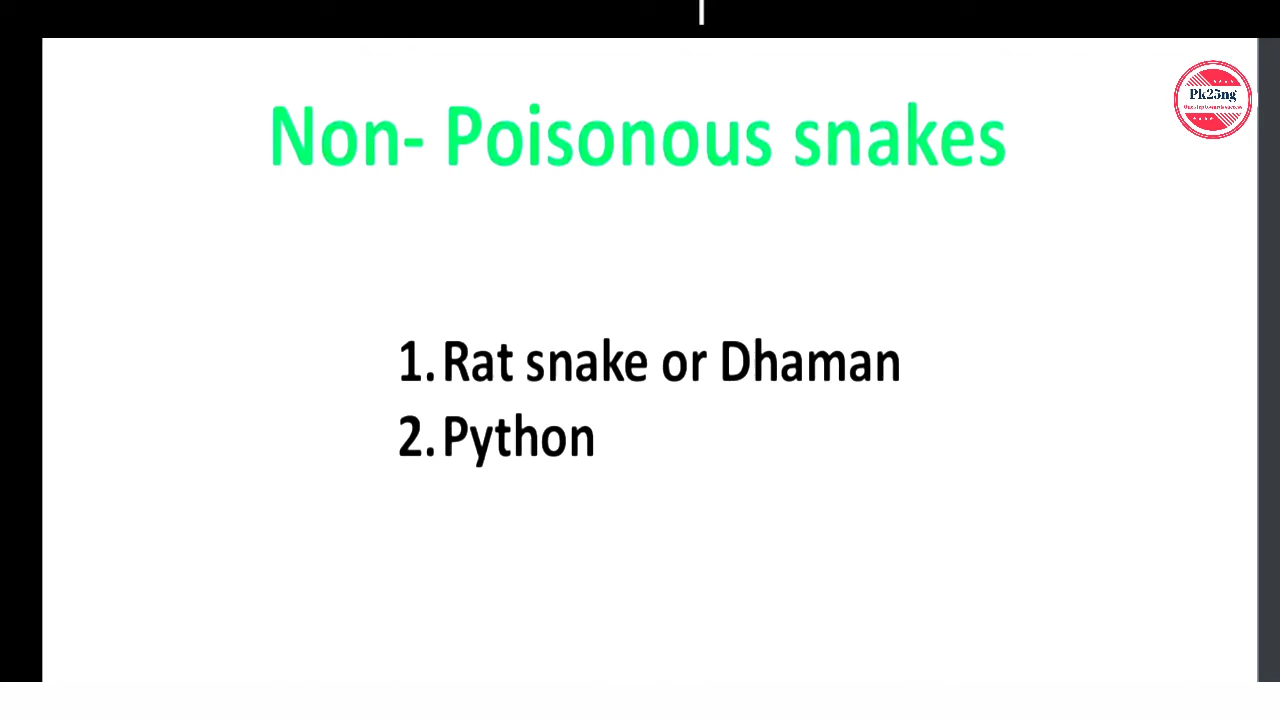 Pk25ng
Non- Poisonous snakes
1. Rat snake or Dhaman
2. Python